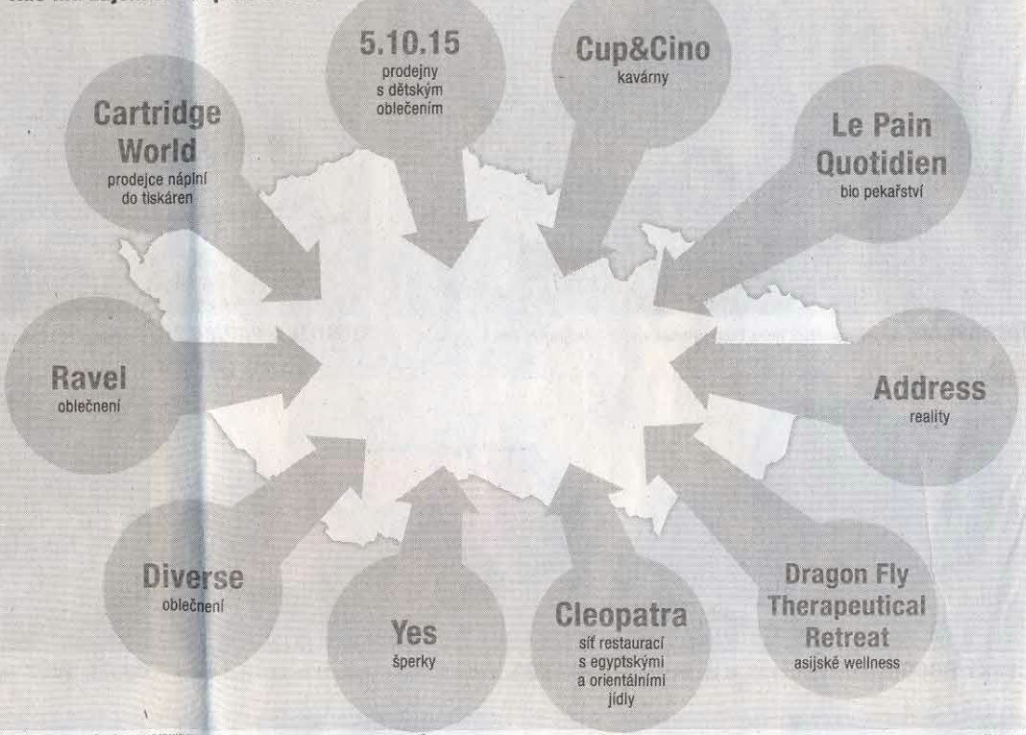 5.10.15
prodejny
s dětským
oblečením
Cup&Cino
kavárny
Cartridge
World
prodejce náplní
do tiskáren
Le Pain
Quotidien
bio pekařství
Ravel
oblečnení
Address
reality
Diverse
oblečnení
Yes
šperky
Cleopatra
síť restaurací
s egyptskými
a orientálními
jídly
Dragon Fly
Therapeutical
Retreat
asijské wellness